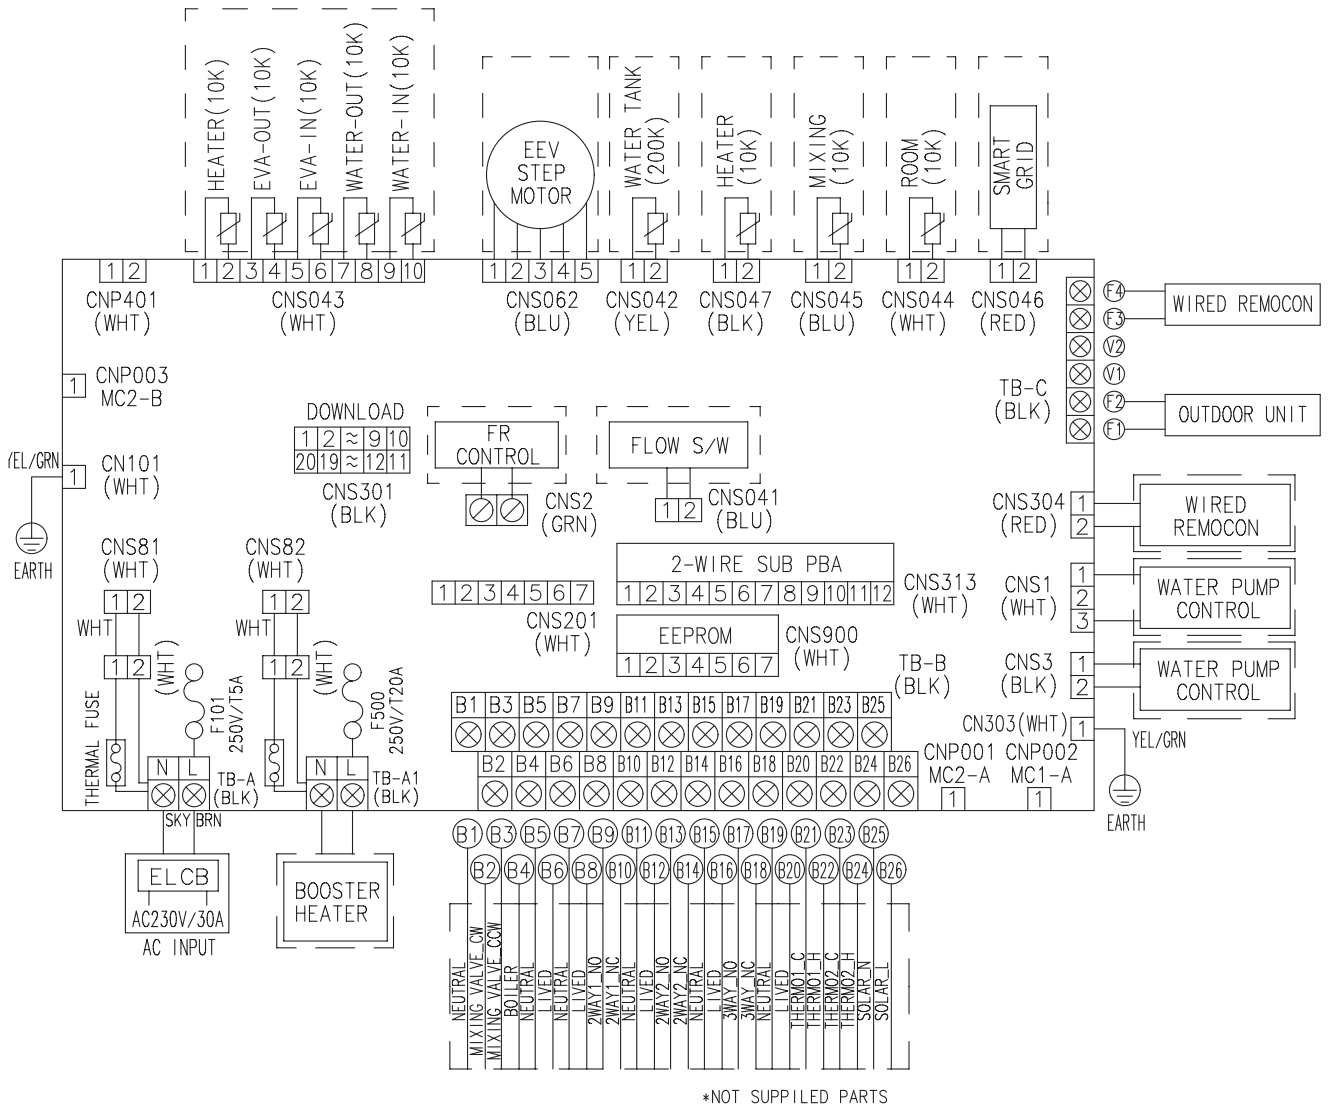 HEATER(10K)
EVA-OUT(10K)
EVA-IN(10K)
WATER-OUT(10K)
WATER-IN(10K)
EEV
STEP
MOTOR
WATER TANK
(200K)
HEATER
(10K)
MIXING
(10K)
ROOM
(10K)
SMART
GRID
1 2
CNP401
(WHT)
1 2 3 4 5 6 7 8 9 10
CNS043
(WHT)
1 2 3 4 5
CNS062
(BLU)
1 2
CNS042
(YEL)
1 2
CNS047
(BLK)
1 2
CNS045
(BLU)
1 2
CNS044
(WHT)
1 2
CNS046
(RED)
F4
F3
V2
V1
F2
F1
WIRED REMOCON
OUTDOOR UNIT
TB-C
(BLK)
1
CNP003
MC2-B
YEL/GRN
1
CN101
(WHT)
EARTH
DOWNLOAD
1 2 ≈ 9 10
20 19 ≈ 12 11
CNS301
(BLK)
FR
CONTROL
CNS2
(GRN)
FLOW S/W
1 2
CNS041
(BLU)
CNS304
(RED)
1
2
WIRED
REMOCON
CNS1
(WHT)
1
2
3
WATER PUMP
CONTROL
CNS3
(BLK)
1
2
WATER PUMP
CONTROL
CN303(WHT)
1
YEL/GRN
EARTH
CNS81
(WHT)
1 2
WHT
1 2
(WHT)
THERMAL FUSE
F101
250V/T5A
N L
TB-A
(BLK)
SKY BRN
ELCB
AC230V/30A
AC INPUT
CNS82
(WHT)
1 2
WHT
1 2
(WHT)
F500
250V/T20A
N L
TB-A1
(BLK)
BOOSTER
HEATER
1 2 3 4 5 6 7
CNS201
(WHT)
2-WIRE SUB PBA
1 2 3 4 5 6 7 8 9 10 11 12
CNS313
(WHT)
EEPROM
1 2 3 4 5 6 7
CNS900
(WHT)
TB-B
(BLK)
B1 B3 B5 B7 B9 B11 B13 B15 B17 B19 B21 B23 B25
B2 B4 B6 B8 B10 B12 B14 B16 B18 B20 B22 B24 B26
CNP001
MC2-A
1
CNP002
MC1-A
1
B1 B3 B5 B7 B9 B11 B13 B15 B17 B19 B21 B23 B25
B2 B4 B6 B8 B10 B12 B14 B16 B18 B20 B22 B24 B26
NEUTRAL
MIXING VALVE_CW
MIXING VALVE_CCW
BOILER
NEUTRAL
LIVED
NEUTRAL
LIVED
2WAY1_NO
2WAY1_NC
NEUTRAL
LIVED
2WAY2_NO
2WAY2_NC
NEUTRAL
LIVED
3WAY_NO
3WAY_NC
NEUTRAL
LIVED
THERMO1_C
THERMO1_H
THERMO2_C
THERMO2_H
SOLAR_N
SOLAR_L
*NOT SUPPILED PARTS